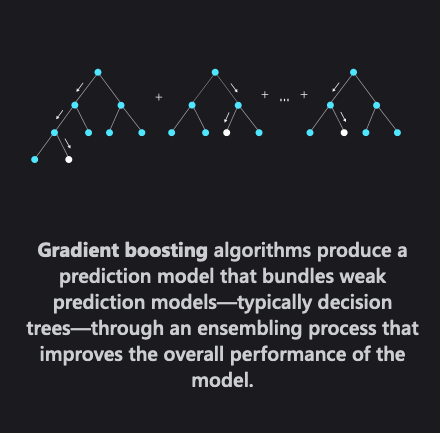 + + ... +
Gradient boosting algorithms produce a
prediction model that bundles weak
prediction models—typically decision
trees—through an ensembling process that
improves the overall performance of the
model.